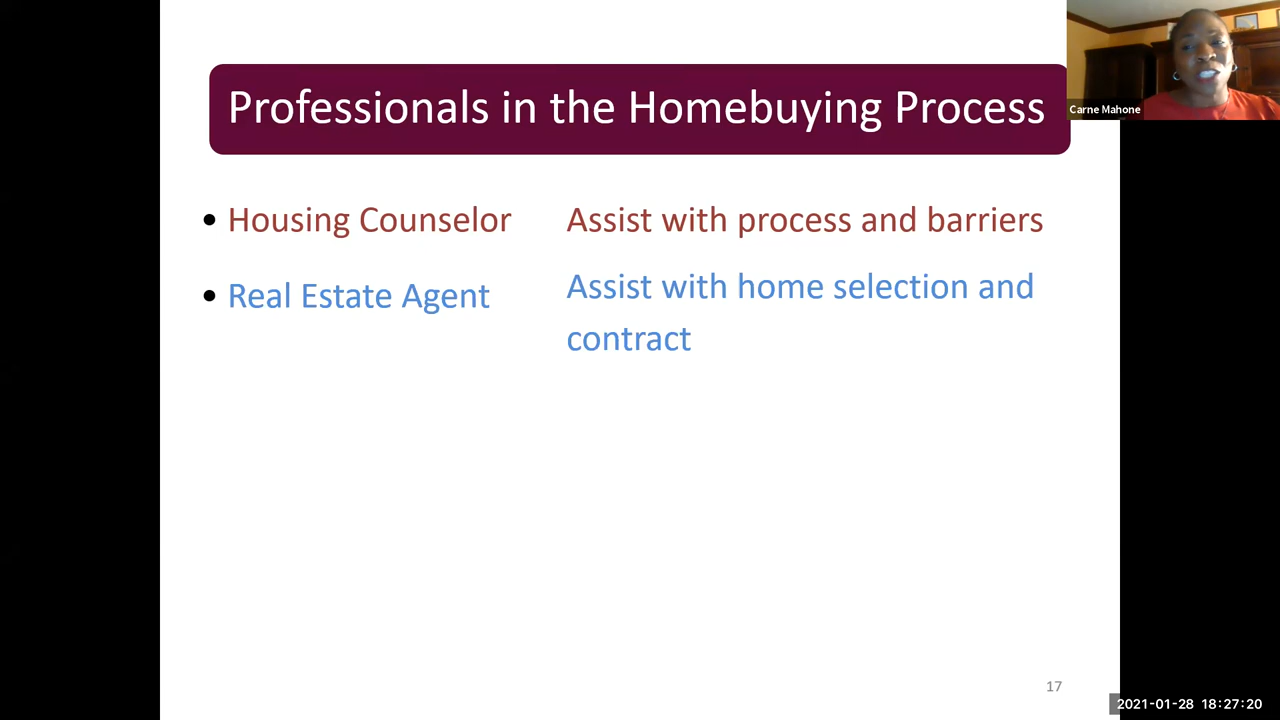 Professionals in the Homebuying Process
Carne Mahone
• Housing Counselor
Assist with process and barriers
• Real Estate Agent
Assist with home selection and
contract
17
2021-01-28 18:27:20